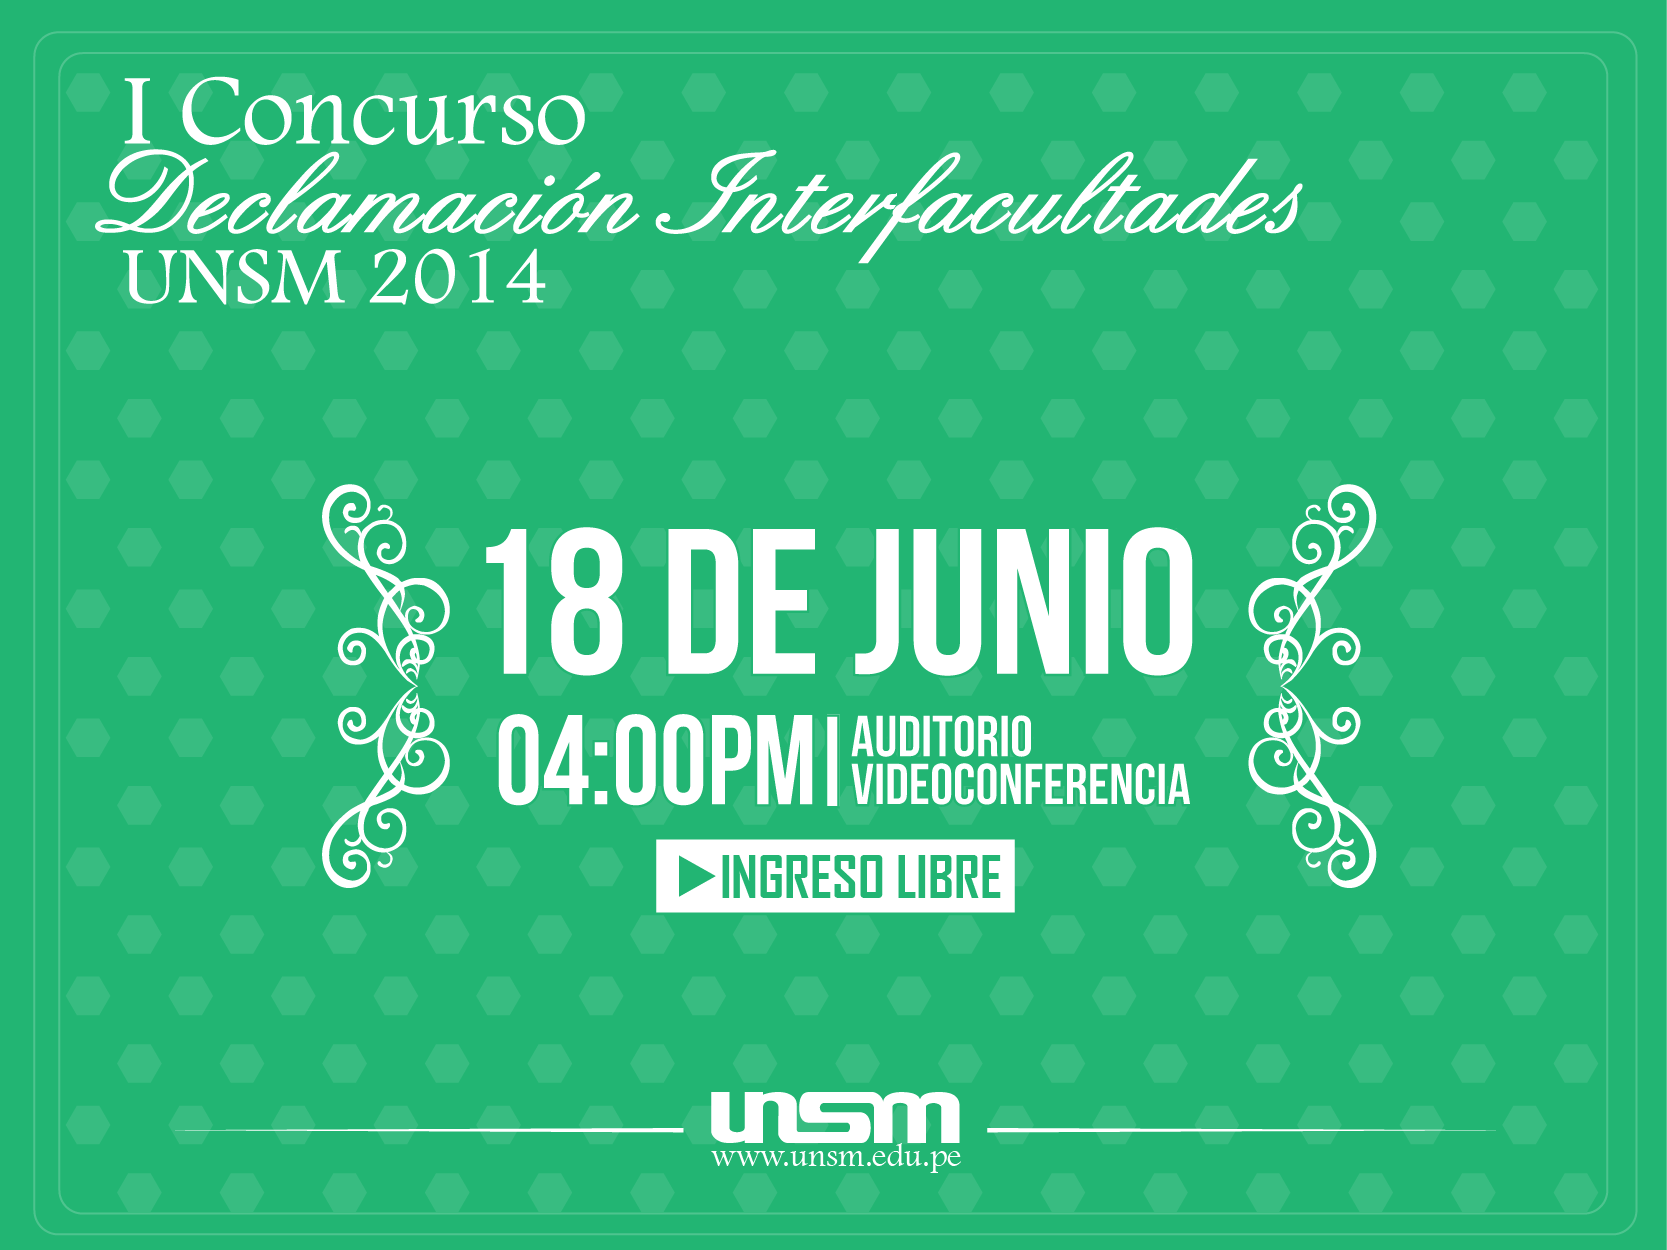 I Concurso
Declamación Interfacultades
UNSM 2014
18 DE JUNIO
04:00PM
AUDITORIO
VIDEOCONFERENCIA
INGRESO LIBRE
unsm
www.unsm.edu.pe